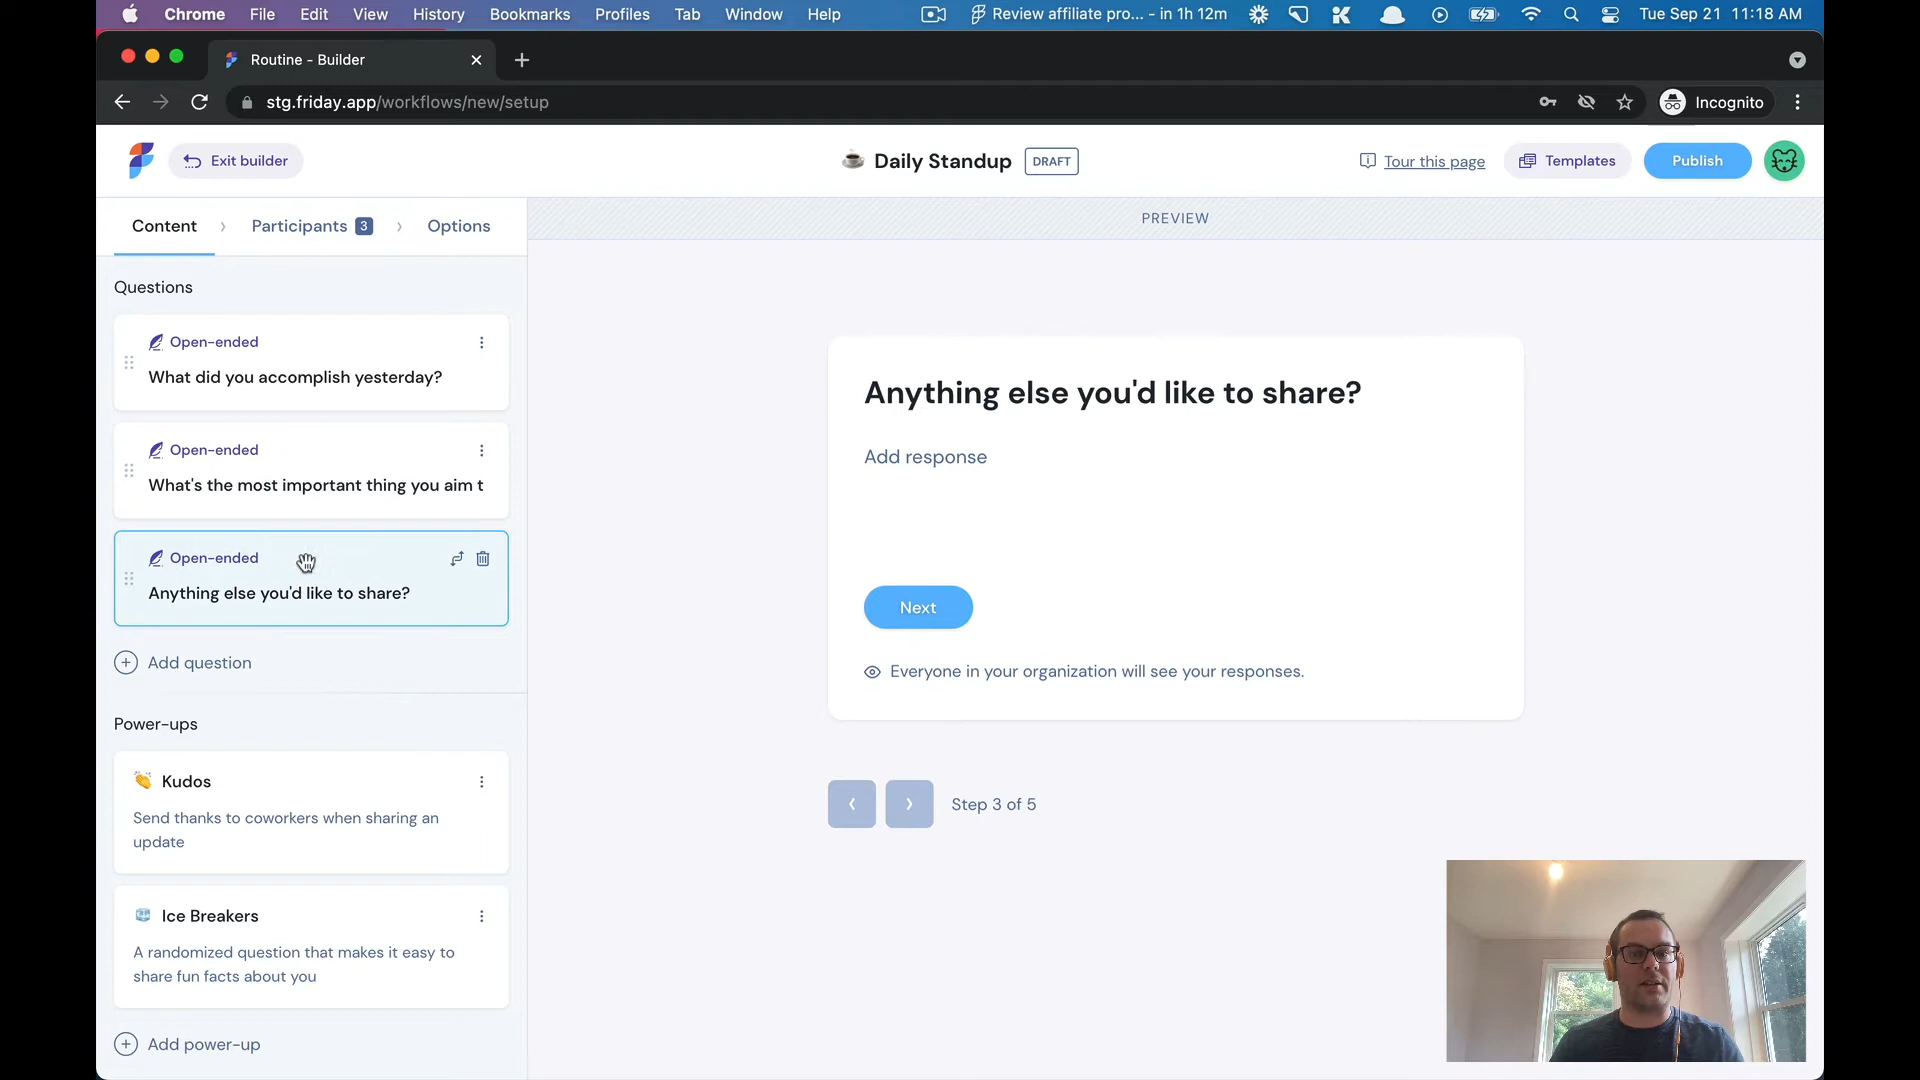 Chrome File Edit View History Bookmarks Profiles Tab Window Help Review affiliate pro... - in 1h 12m Tue Sep 21 11:18 AM
Routine - Builder
stg.friday.app/workflows/new/setup Incognito
Exit builder ☕ Daily Standup DRAFT Tour this page Templates Publish
Content Participants 3 Options
PREVIEW
Questions
Open-ended
What did you accomplish yesterday?
Open-ended
What's the most important thing you aim t
Open-ended
Anything else you'd like to share?
Add question
Power-ups
Kudos
Send thanks to coworkers when sharing an
update
Ice Breakers
A randomized question that makes it easy to
share fun facts about you
Add power-up
Anything else you'd like to share?
Add response
Next
Everyone in your organization will see your responses.
Step 3 of 5